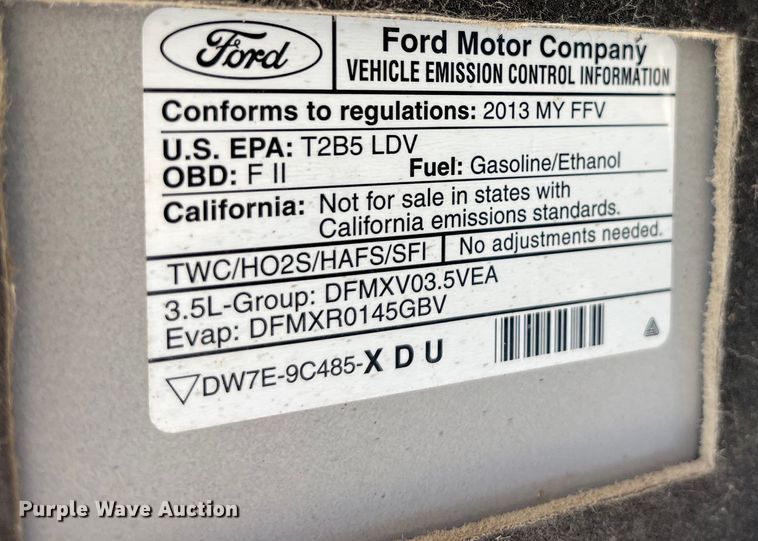 Ford
Ford Motor Company
VEHICLE EMISSION CONTROL INFORMATION
Conforms to regulations: 2013 MY FFV
U.S. EPA: T2B5 LDV
OBD: F II Fuel: Gasoline/Ethanol
California: Not for sale in states with
California emissions standards.
TWC/HO2S/HAFS/SFI No adjustments needed.
3.5L-Group: DFMXV03.5VEA
Evap: DFMXR0145GBV
DW7E-9C485-XDU
Purple Wave Auction